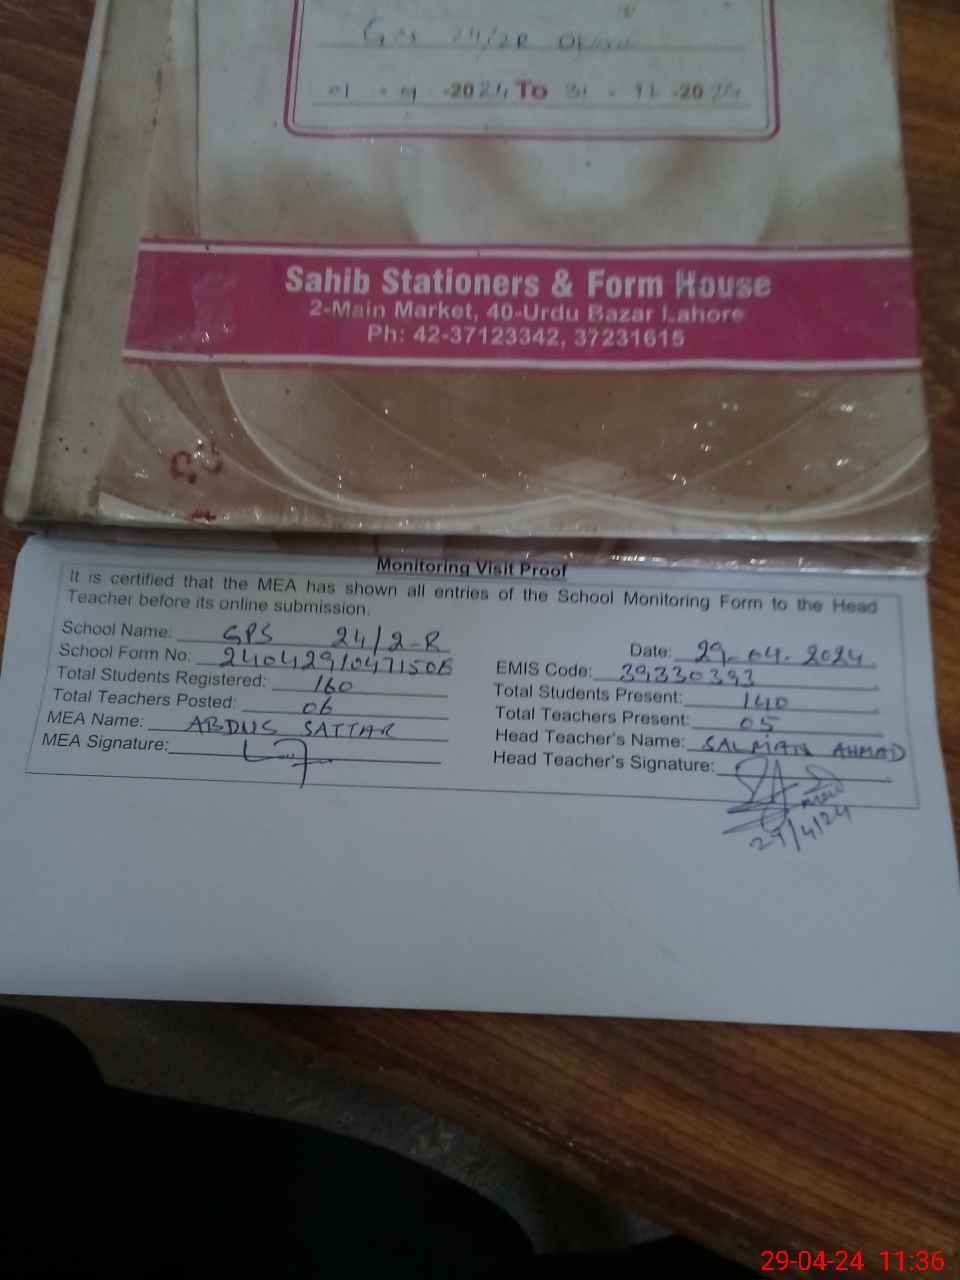 GPS 24/2R
01 - 01 -2024 To 31 - 12 -2024
Sahib Stationers & Form House
2-Main Market, 40-Urdu Bazar Lahore
Ph: 42-37123342, 37231615
Monitoring Visit Proof
It is certified that the MEA has shown all entries of the School Monitoring Form to the Head
Teacher before its online submission.
School Name: GPS 24/2-R
Date: 29-04-2024
School Form No: 24042910471506
EMIS Code: 39330393
Total Students Registered: 160
Total Students Present: 140
Total Teachers Posted: 06
Total Teachers Present: 05
MEA Name: ABDUS SATTAR
Head Teacher's Name: SALMAN AHMAD
MEA Signature:
Head Teacher's Signature:
29/4/24
29-04-24 11:36